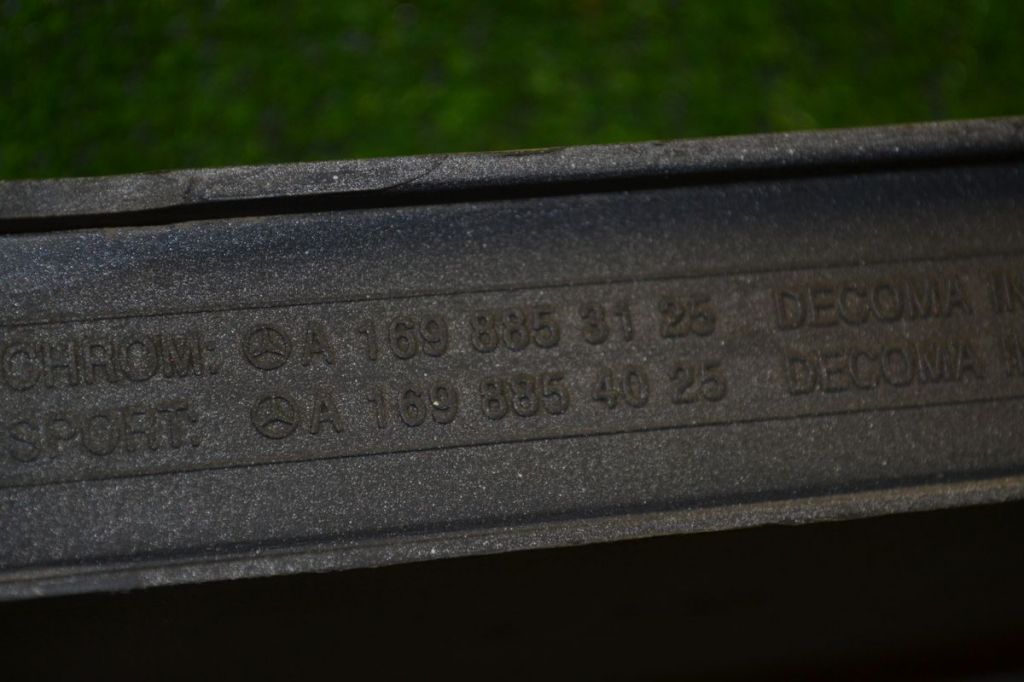 CHROM: A 169 885 31 25 DECOMA
SPORT: A 169 885 40 25 DECOMA